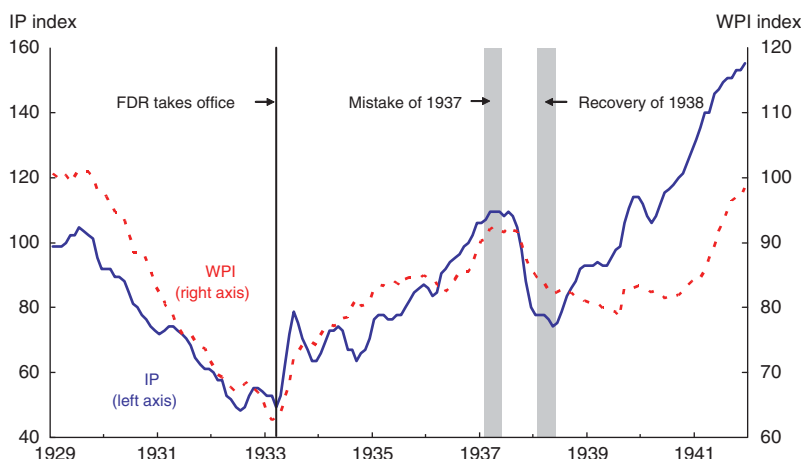 IP index
WPI index
160
120
FDR takes office
Mistake of 1937
Recovery of 1938
140
110
120
100
100
90
WPI
(right axis)
80
80
60
70
IP
(left axis)
40
60
1929
1931
1933
1935
1937
1939
1941